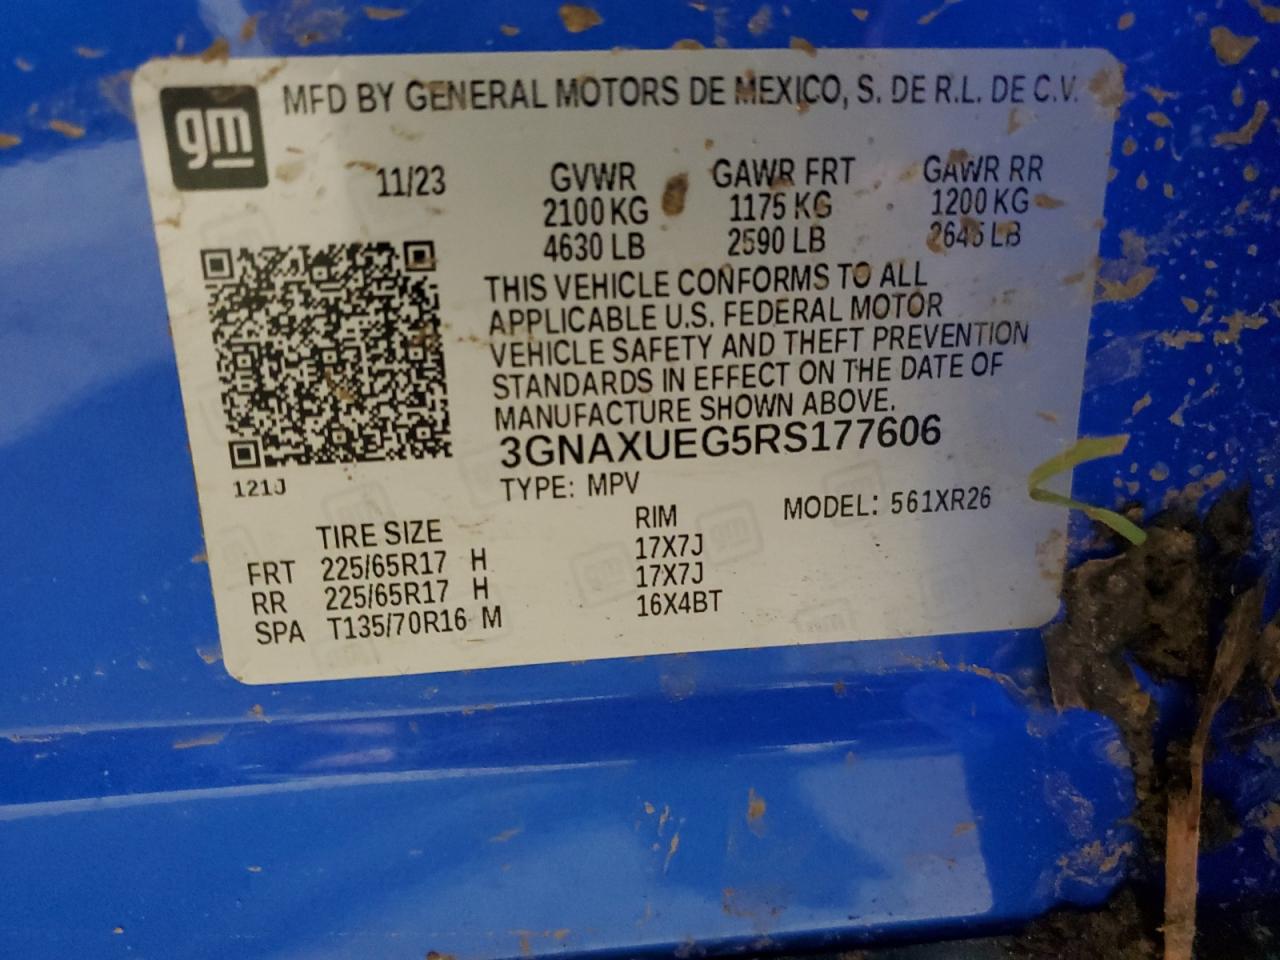 gm
MFD BY GENERAL MOTORS DE MEXICO, S. DE R.L. DE C.V.
11/23 GVWR GAWR FRT GAWR RR
2100 KG 1175 KG 1200 KG
4630 LB 2590 LB 2645 LB
THIS VEHICLE CONFORMS TO ALL
APPLICABLE U.S. FEDERAL MOTOR
VEHICLE SAFETY AND THEFT PREVENTION
STANDARDS IN EFFECT ON THE DATE OF
MANUFACTURE SHOWN ABOVE.
3GNAXUEG5RS177606
121J
TYPE: MPV MODEL: 561XR26
TIRE SIZE RIM
FRT 225/65R17 H 17X7J
RR 225/65R17 H 17X7J
SPA T135/70R16 M 16X4BT